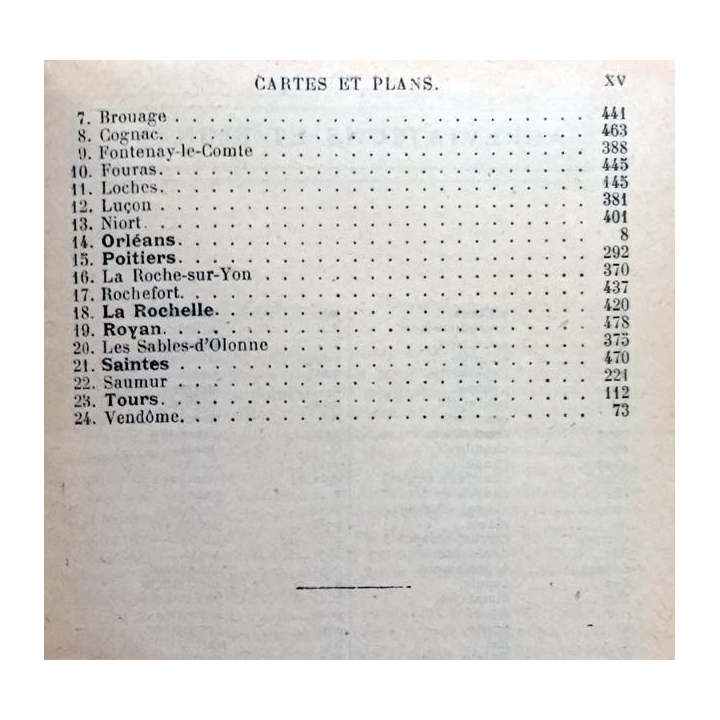 CARTES ET PLANS. XV
7. Brouage . . . . . . . . . . . . . . . . . . . . . . . 441
8. Cognac. . . . . . . . . . . . . . . . . . . . . . . . 463
9. Fontenay-le-Comte . . . . . . . . . . . . . . . . . . 388
10. Fouras. . . . . . . . . . . . . . . . . . . . . . . . 445
11. Loches. . . . . . . . . . . . . . . . . . . . . . . . 145
12. Luçon . . . . . . . . . . . . . . . . . . . . . . . . 381
13. Niort . . . . . . . . . . . . . . . . . . . . . . . . 401
14. Orléans. . . . . . . . . . . . . . . . . . . . . . . 8
15. Poitiers. . . . . . . . . . . . . . . . . . . . . . . 292
16. La Roche-sur-Yon . . . . . . . . . . . . . . . . . . 370
17. Rochefort. . . . . . . . . . . . . . . . . . . . . . 437
18. La Rochelle. . . . . . . . . . . . . . . . . . . . . 420
19. Royan. . . . . . . . . . . . . . . . . . . . . . . . 478
20. Les Sables-d'Olonne . . . . . . . . . . . . . . . . . 375
21. Saintes . . . . . . . . . . . . . . . . . . . . . . . 470
22. Saumur . . . . . . . . . . . . . . . . . . . . . . . 221
23. Tours. . . . . . . . . . . . . . . . . . . . . . . . 112
24. Vendôme. . . . . . . . . . . . . . . . . . . . . . . 73